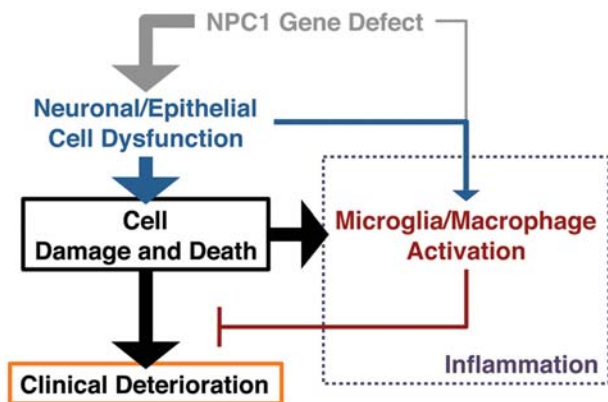 NPC1 Gene Defect
Neuronal/Epithelial
Cell Dysfunction
Cell
Damage and Death
Microglia/Macrophage
Activation
Inflammation
Clinical Deterioration